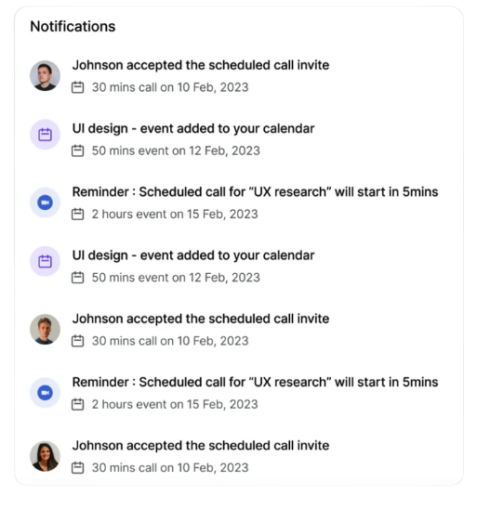 Notifications
Johnson accepted the scheduled call invite
30 mins call on 10 Feb, 2023
UI design - event added to your calendar
50 mins event on 12 Feb, 2023
Reminder : Scheduled call for “UX research” will start in 5mins
2 hours event on 15 Feb, 2023
UI design - event added to your calendar
50 mins event on 12 Feb, 2023
Johnson accepted the scheduled call invite
30 mins call on 10 Feb, 2023
Reminder : Scheduled call for “UX research” will start in 5mins
2 hours event on 15 Feb, 2023
Johnson accepted the scheduled call invite
30 mins call on 10 Feb, 2023